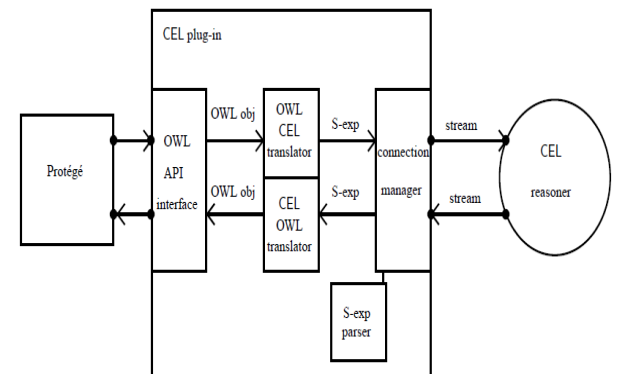 CEL plug-in
OWL obj
OWL
CEL
translator
S-exp
stream
Protégé
OWL
API
interface
connection
manager
CEL
reasoner
OWL obj
CEL
OWL
translator
S-exp
stream
S-exp
parser